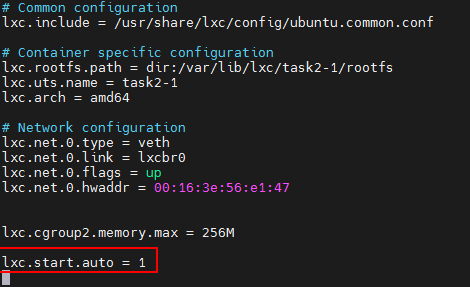 # Common configuration
lxc.include = /usr/share/lxc/config/ubuntu.common.conf
# Container specific configuration
lxc.rootfs.path = dir:/var/lib/lxc/task2-1/rootfs
lxc.uts.name = task2-1
lxc.arch = amd64
# Network configuration
lxc.net.0.type = veth
lxc.net.0.link = lxcbr0
lxc.net.0.flags = up
lxc.net.0.hwaddr = 00:16:3e:56:e1:47
lxc.cgroup2.memory.max = 256M
lxc.start.auto = 1